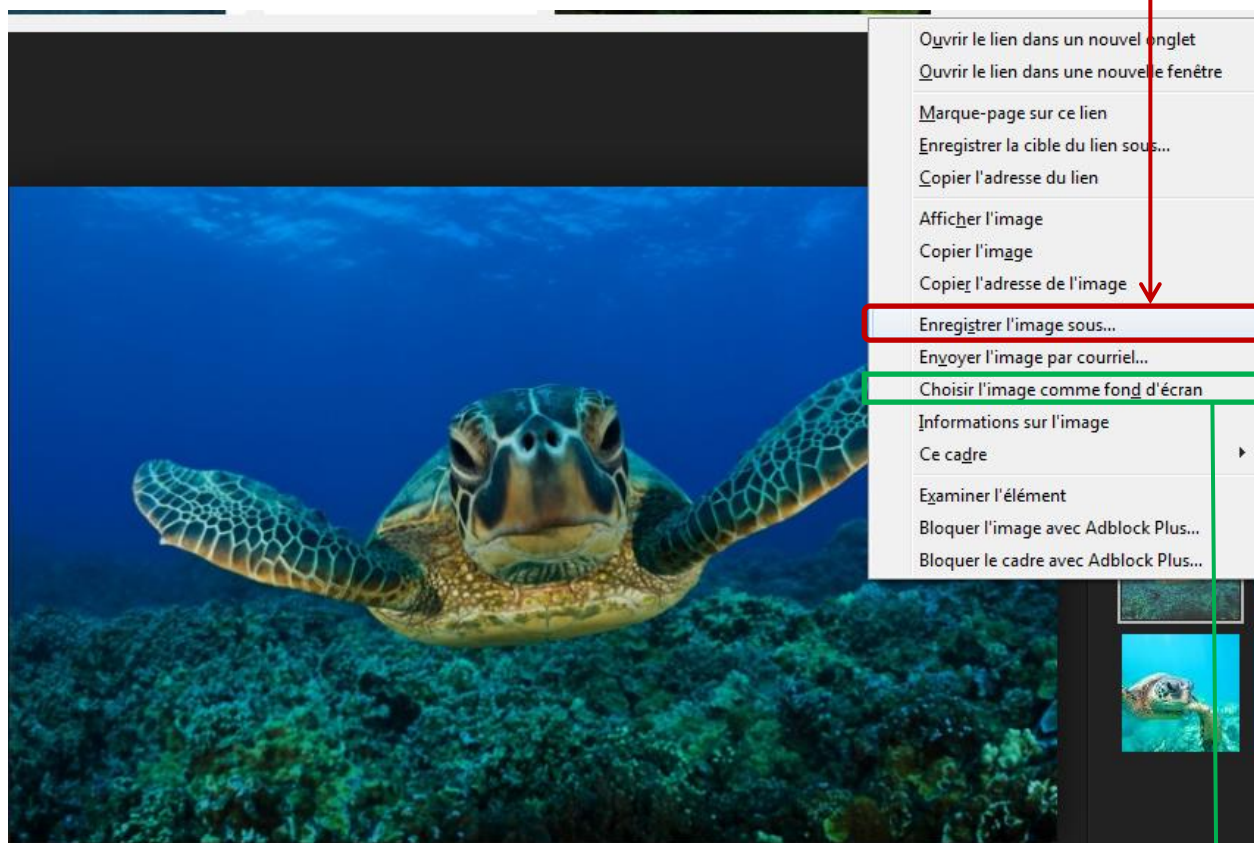 Ouvrir le lien dans un nouvel onglet
Ouvrir le lien dans une nouvelle fenêtre
Marque-page sur ce lien
Enregistrer la cible du lien sous...
Copier l'adresse du lien
Afficher l'image
Copier l'image
Copier l'adresse de l'image
Enregistrer l'image sous...
Envoyer l'image par courriel...
Choisir l'image comme fond d'écran
Informations sur l'image
Ce cadre
Examiner l'élément
Bloquer l'image avec Adblock Plus...
Bloquer le cadre avec Adblock Plus...